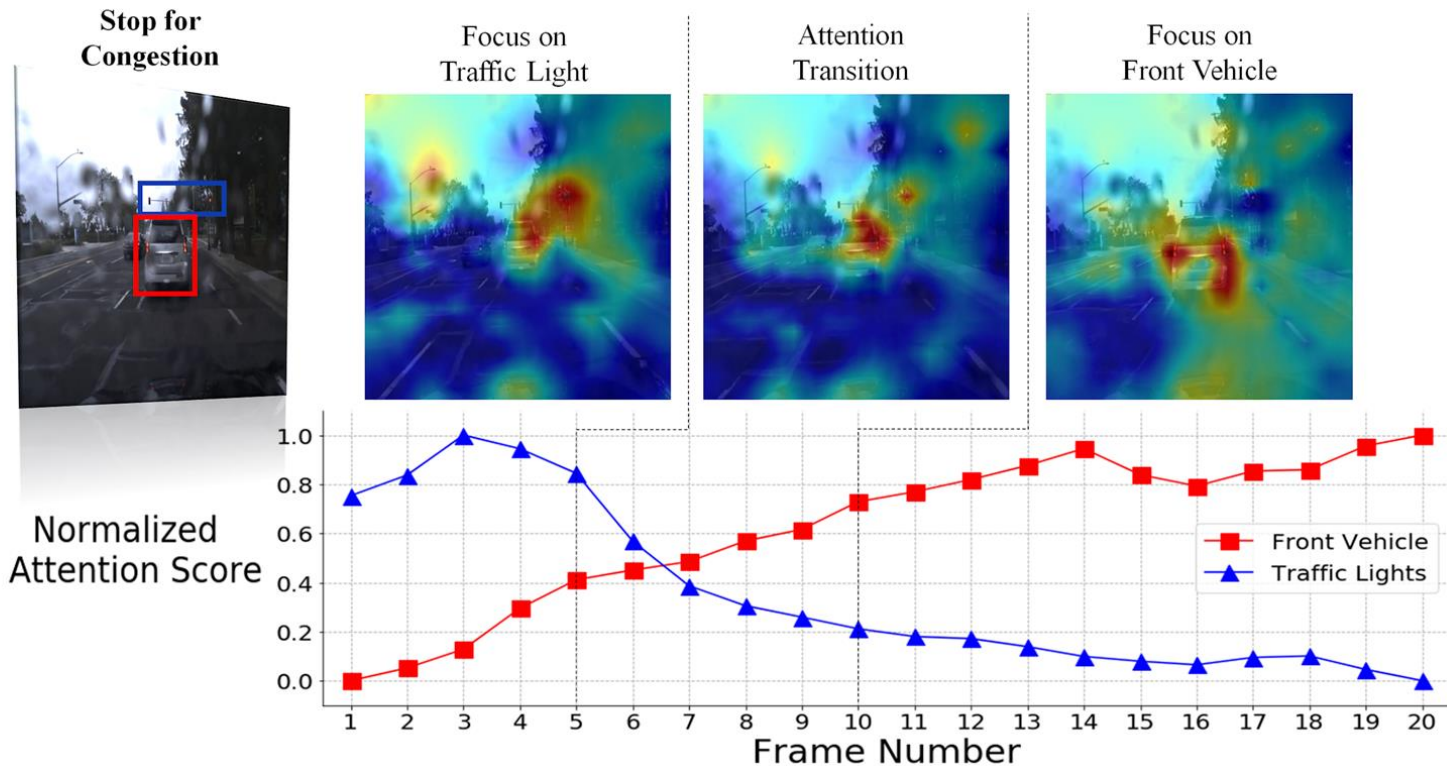 Stop for
Congestion
Focus on
Traffic Light
Attention
Transition
Focus on
Front Vehicle
Normalized
Attention Score
1.0
0.8
0.6
0.4
0.2
0.0
Front Vehicle
Traffic Lights
1 2 3 4 5 6 7 8 9 10 11 12 13 14 15 16 17 18 19 20
Frame Number